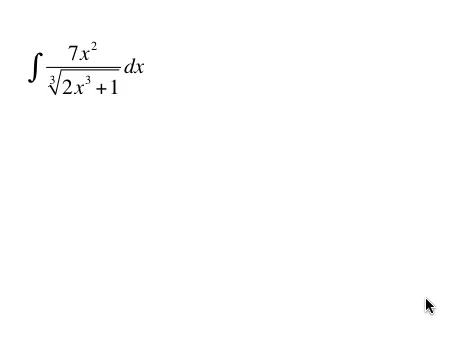 ∫ 7x² / ∛(2x³ + 1) dx